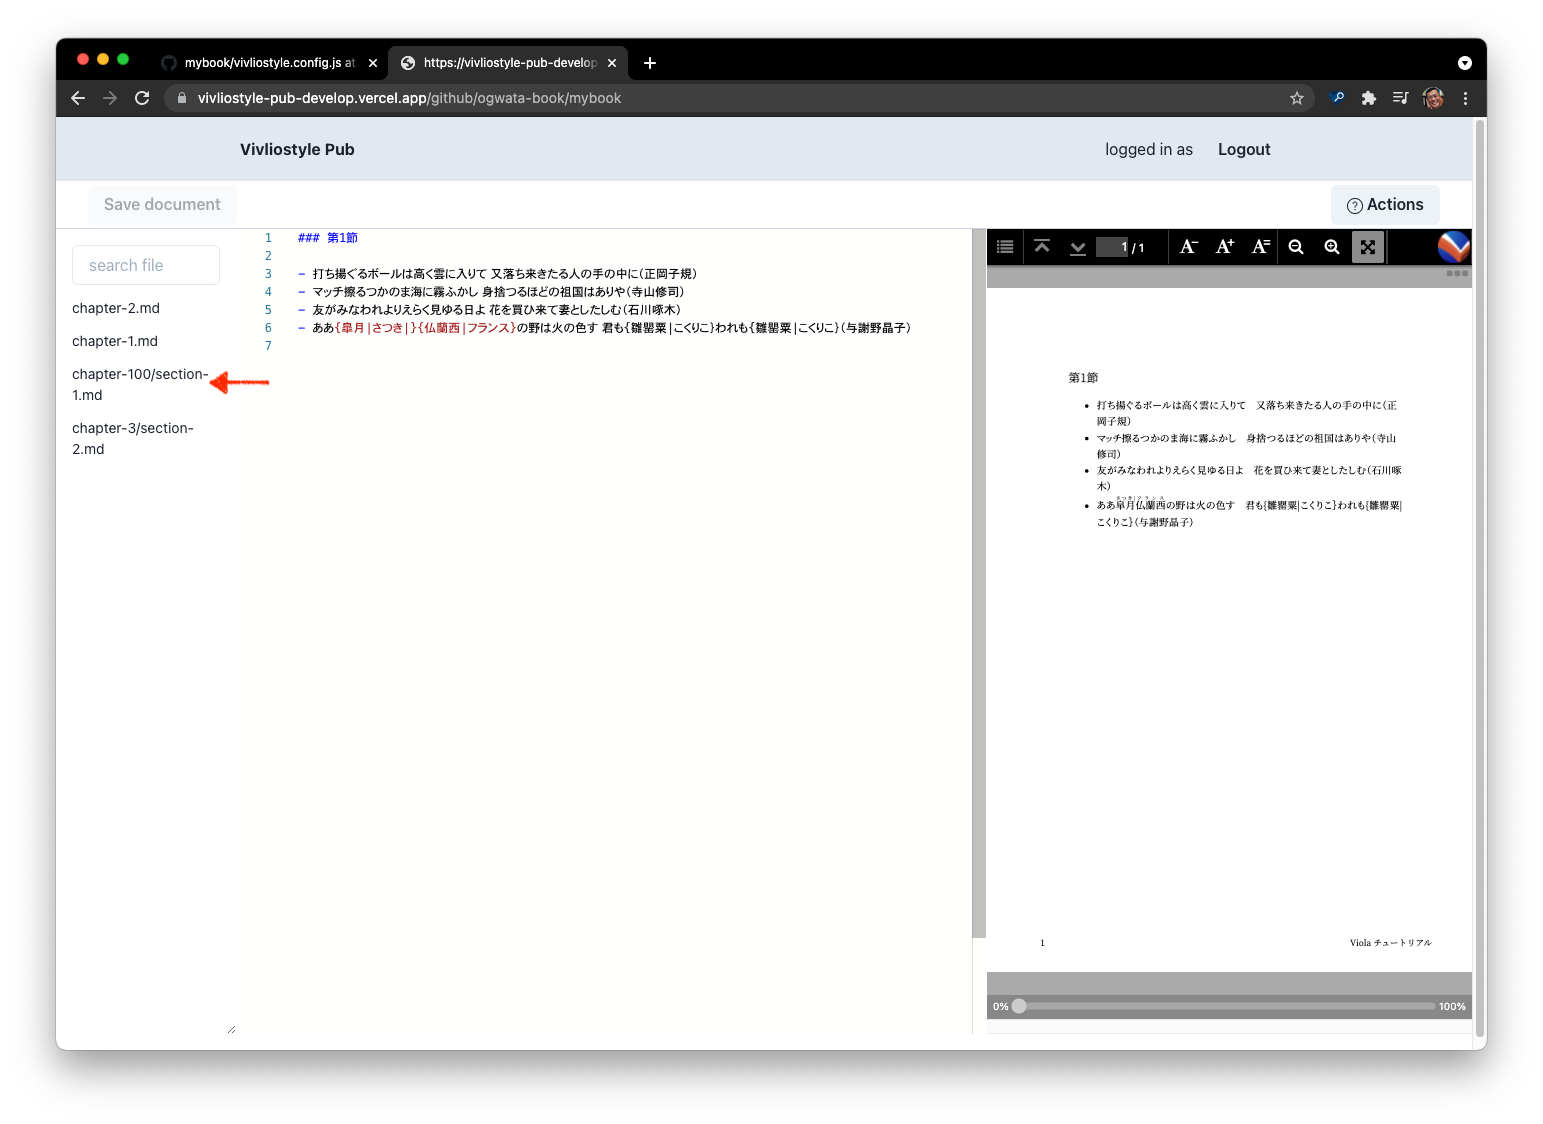 mybook/vivliostyle.config.js at
https://vivliostyle-pub-develop
vivliostyle-pub-develop.vercel.app/github/ogwata-book/mybook
Vivliostyle Pub
logged in as
Logout
Save document
Actions
search file
chapter-2.md
chapter-1.md
chapter-100/section-
1.md
chapter-3/section-
2.md
1 ### 第1節
2
3 - 打ち揚ぐるボールは高く雲に入りて 又落ち来きたる人の手の中に（正岡子規）
4 - マッチ擦るつかのま海に霧ふかし 身捨つるほどの祖国はありや（寺山修司）
5 - 友がみなわれよりえらく見ゆる日よ 花を買ひ来て妻としたしむ（石川啄木）
6 - ああ{皐月|さつき|}{仏蘭西|フランス}の野は火の色す 君も{雛罌粟|こくりこ}われも{雛罌粟|こくりこ}（与謝野晶子）
7
1 / 1
A-
A+
A=
第1節
• 打ち揚ぐるボールは高く雲に入りて　又落ち来きたる人の手の中に（正
岡子規）
• マッチ擦るつかのま海に霧ふかし　身捨つるほどの祖国はありや（寺山
修司）
• 友がみなわれよりえらく見ゆる日よ　花を買ひ来て妻としたしむ（石川啄
木）
さつき|フランス
• ああ皐月仏蘭西の野は火の色す　君も{雛罌粟|こくりこ}われも{雛罌粟|
こくりこ}（与謝野晶子）
1
Viola チュートリアル
0%
100%